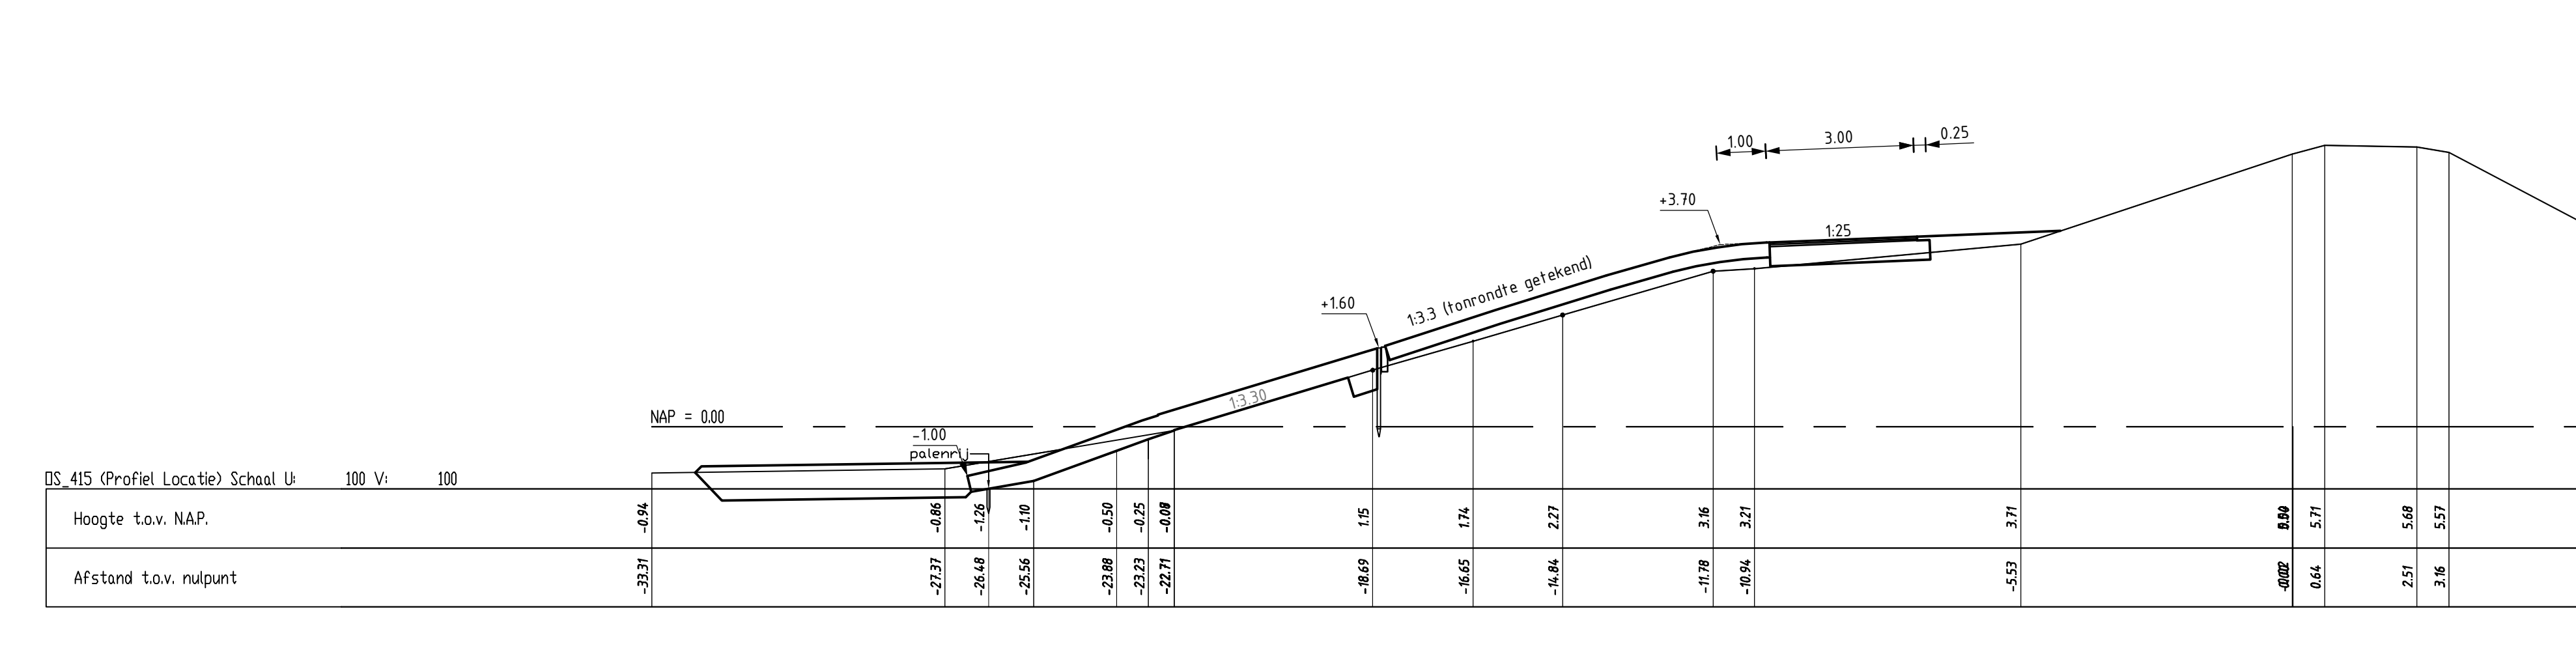 1.00
3.00
0.25
+3.70
1:25
+1.60
1:3.3 (tonrondte getekend)
1:3.30
NAP = 0.00
-1.00
palenrij
S_415 (Profiel Locatie) Schaal U: 100 V: 100
Hoogte t.o.v. N.A.P. -0.94 -0.86 -1.26 -1.10 -0.50 -0.25 1.15 1.74 2.27 3.16 3.21 3.71 5.71 5.68 5.57
Afstand t.o.v. nulpunt -33.31 -27.37 -26.48 -25.56 -23.88 -23.23 -22.71 -18.69 -16.65 -14.84 -11.78 -10.94 -5.53 0.64 2.51 3.16